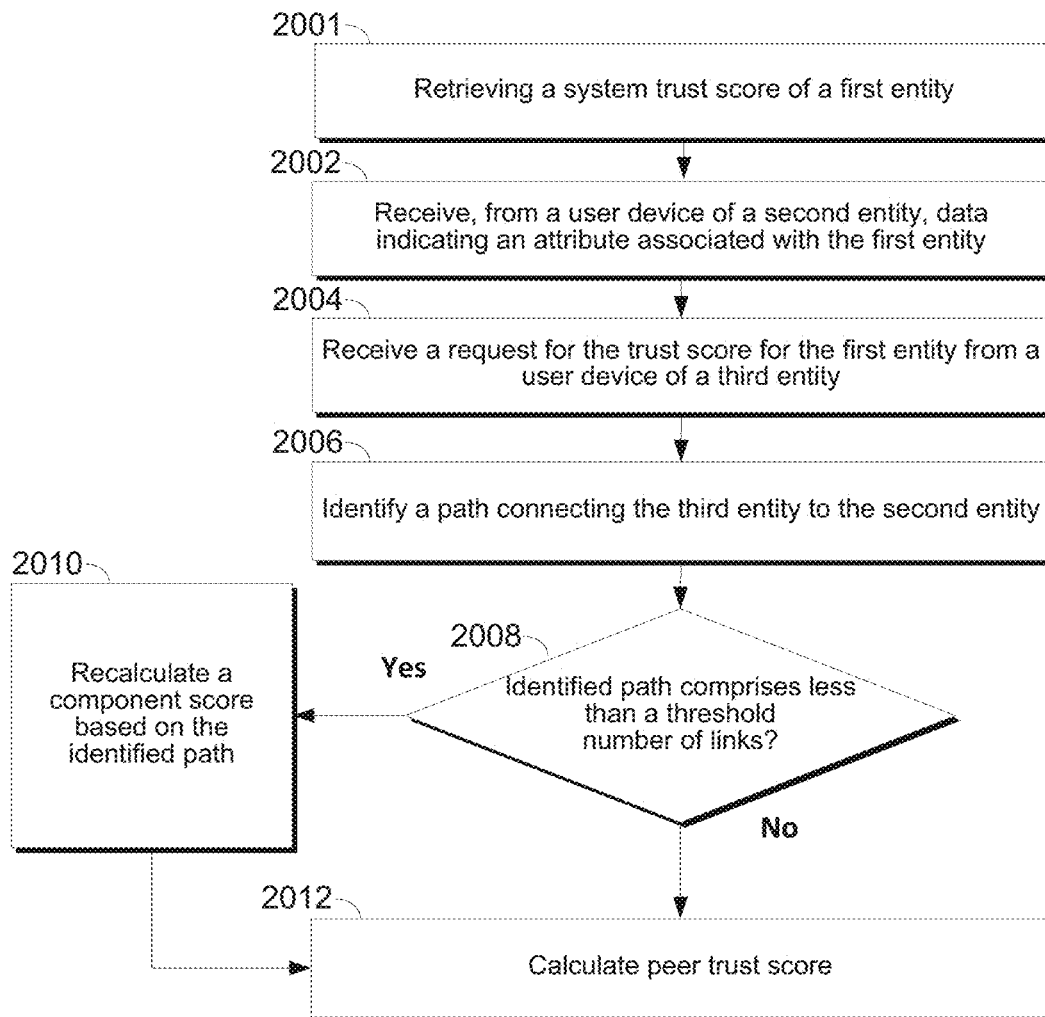 2001
Retrieving a system trust score of a first entity
2002
Receive, from a user device of a second entity, data
indicating an attribute associated with the first entity
2004
Receive a request for the trust score for the first entity from a
user device of a third entity
2006
Identify a path connecting the third entity to the second entity
2008
Identified path comprises less
than a threshold
number of links?
Yes
No
2010
Recalculate a
component score
based on the
identified path
2012
Calculate peer trust score